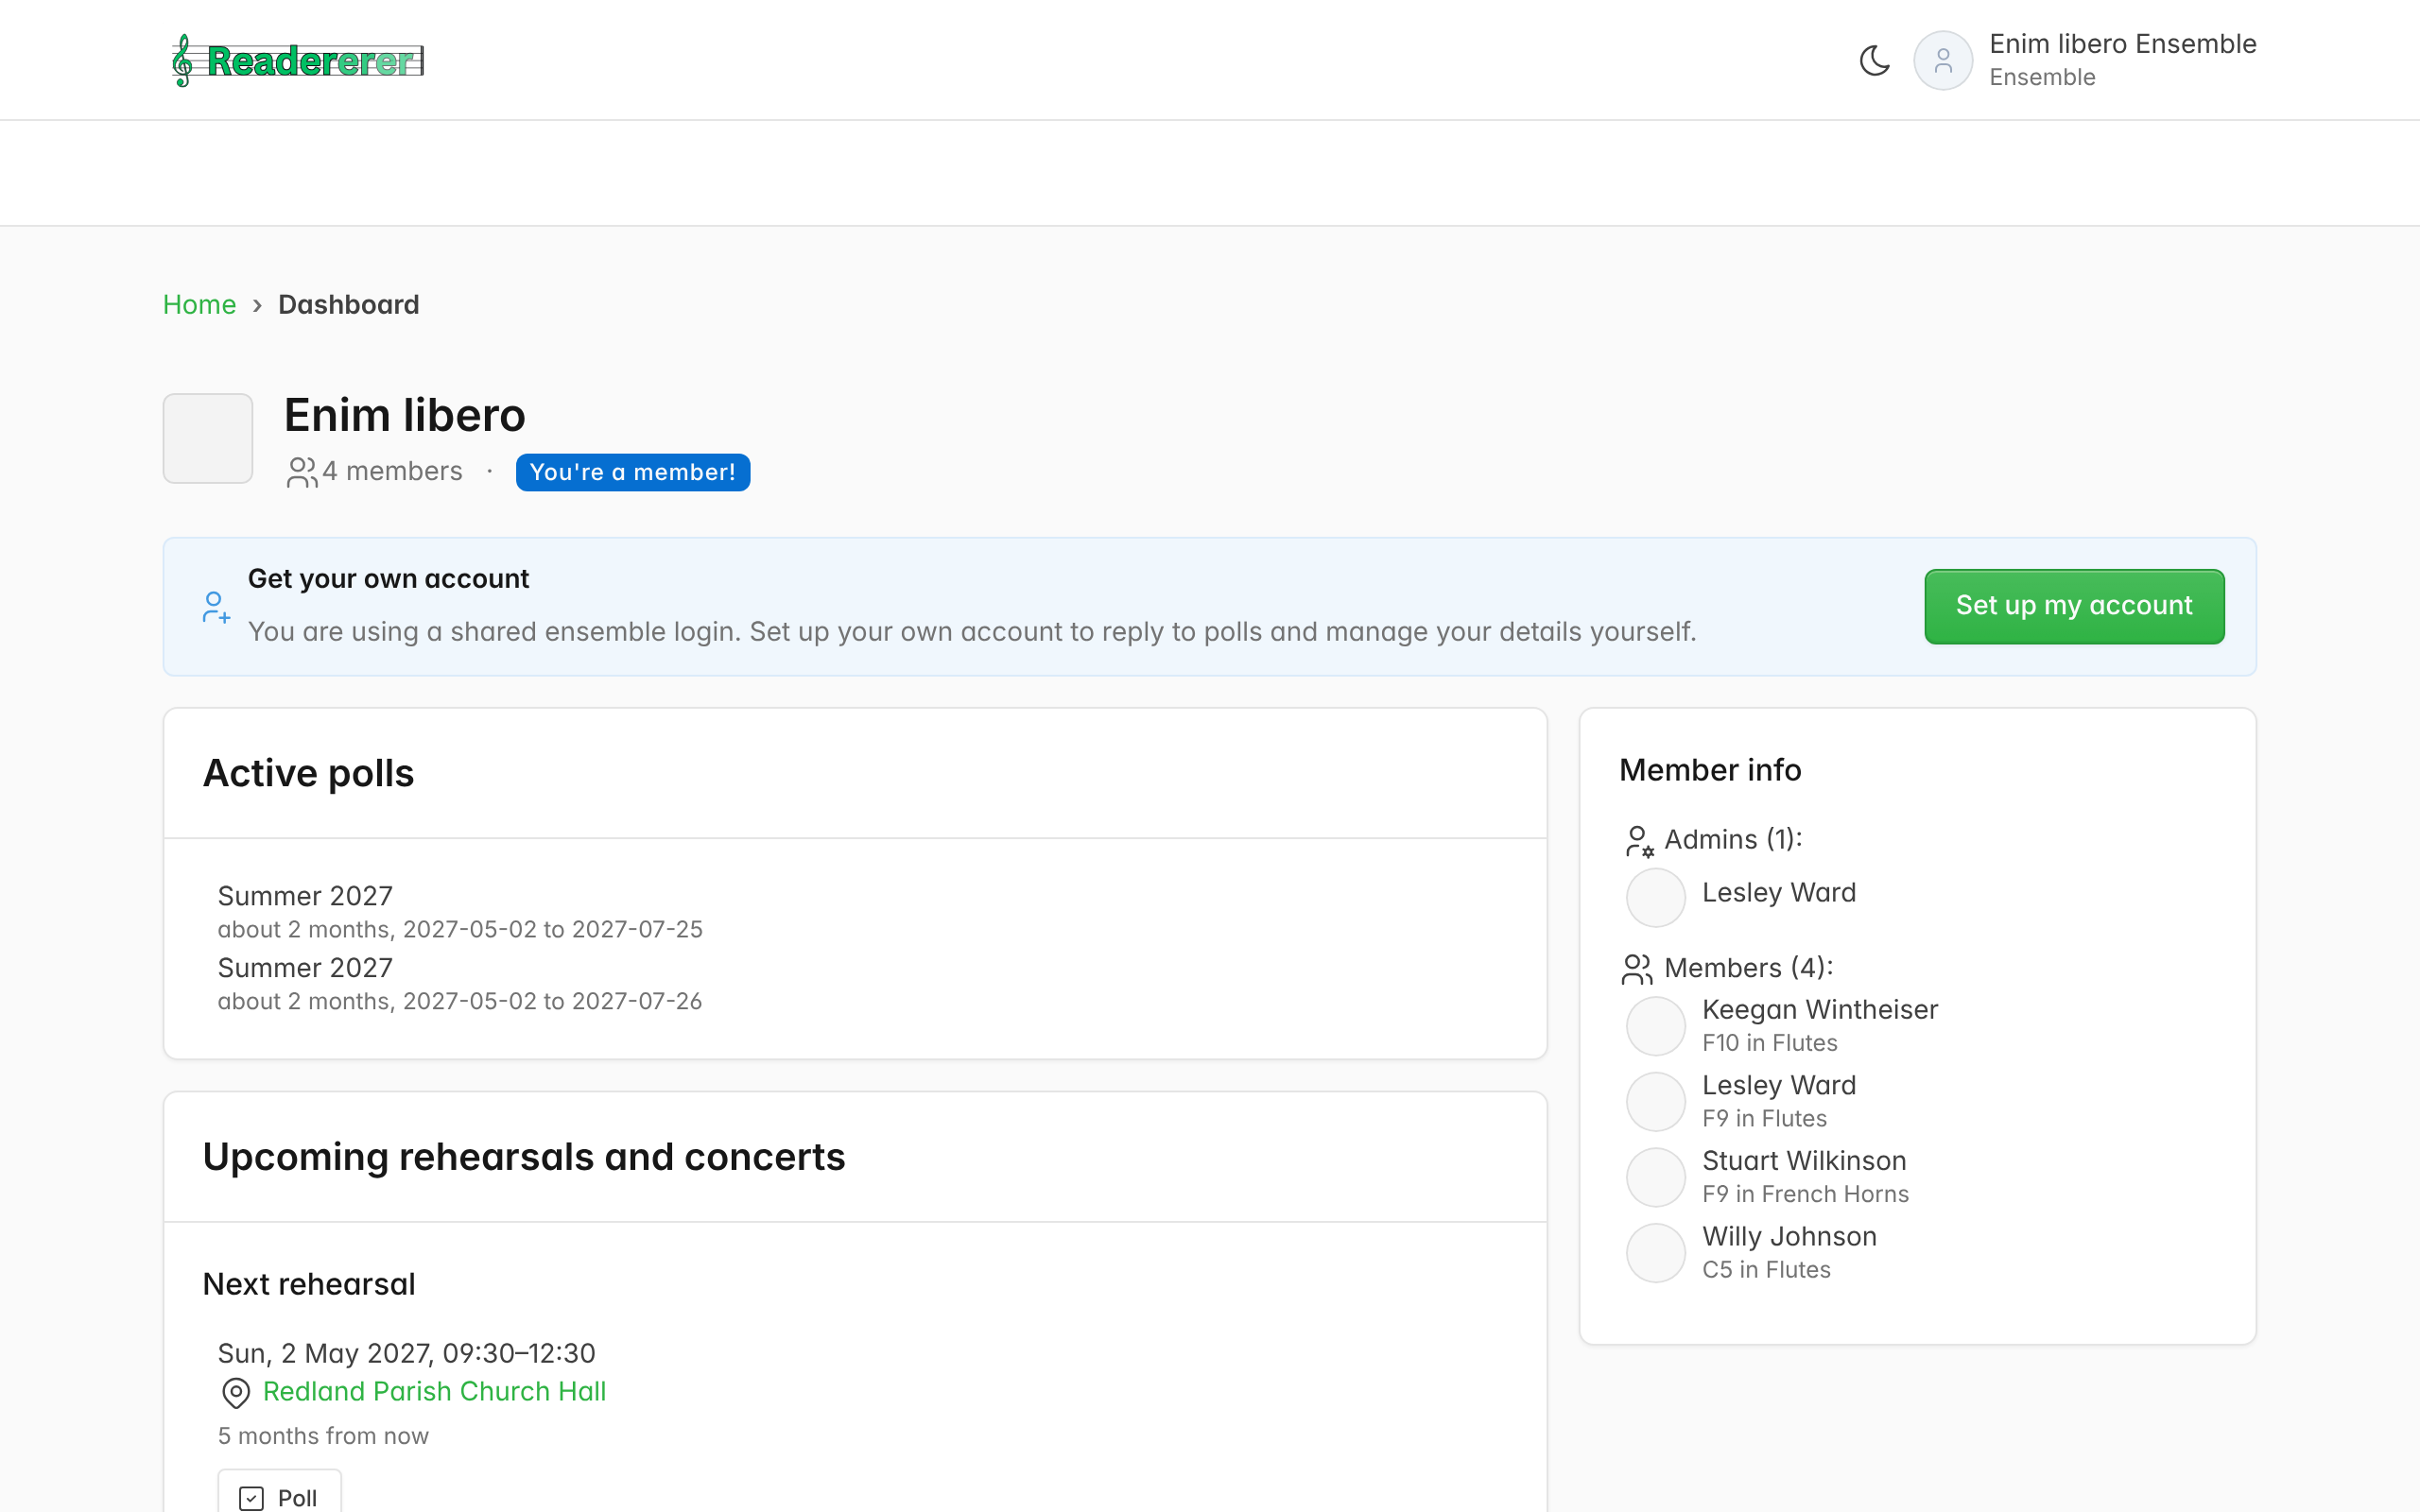 Readererer
Enim libero Ensemble
Ensemble
Home › Dashboard
Enim libero
4 members · You're a member!
Get your own account
You are using a shared ensemble login. Set up your own account to reply to polls and manage your details yourself.
Set up my account
Active polls
Summer 2027
about 2 months, 2027-05-02 to 2027-07-25
Summer 2027
about 2 months, 2027-05-02 to 2027-07-26
Upcoming rehearsals and concerts
Next rehearsal
Sun, 2 May 2027, 09:30–12:30
Redland Parish Church Hall
5 months from now
Poll
Member info
Admins (1):
Lesley Ward
Members (4):
Keegan Wintheiser
F10 in Flutes
Lesley Ward
F9 in Flutes
Stuart Wilkinson
F9 in French Horns
Willy Johnson
C5 in Flutes